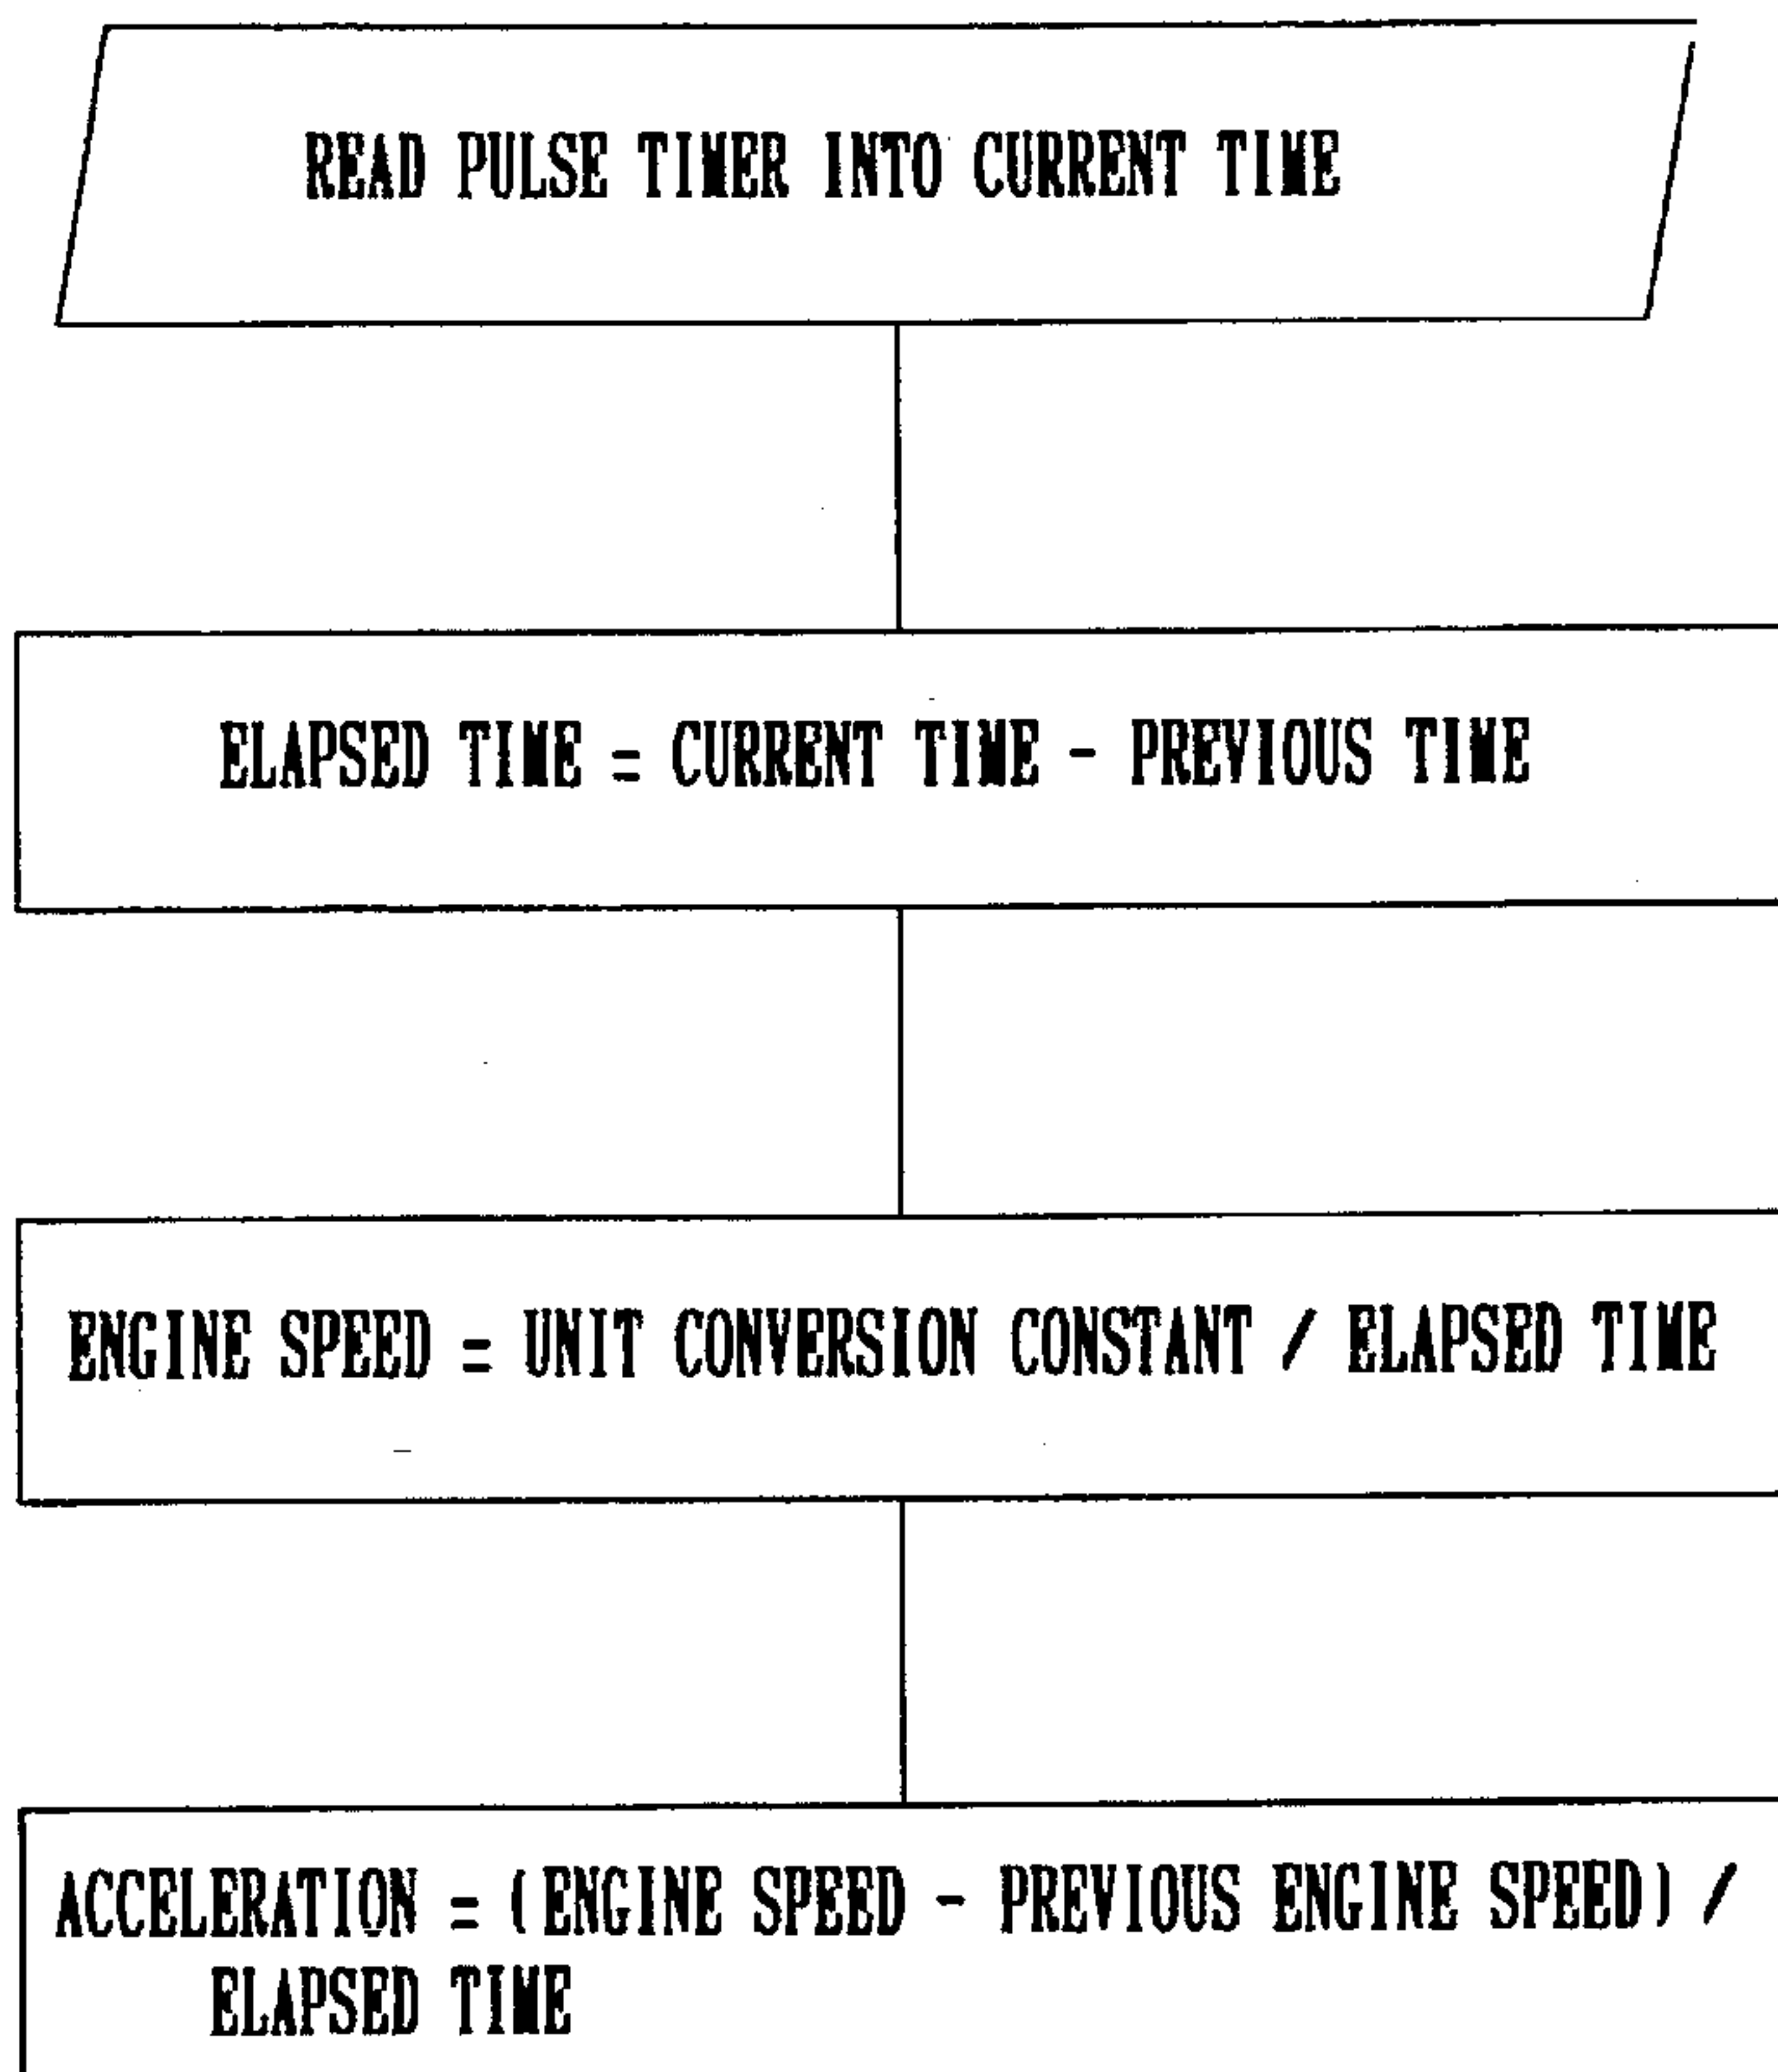 READ PULSE TIMER INTO CURRENT TIME
ELAPSED TIME = CURRENT TIME - PREVIOUS TIME
ENGINE SPEED = UNIT CONVERSION CONSTANT / ELAPSED TIME
ACCELERATION = (ENGINE SPEED - PREVIOUS ENGINE SPEED) /
ELAPSED TIME